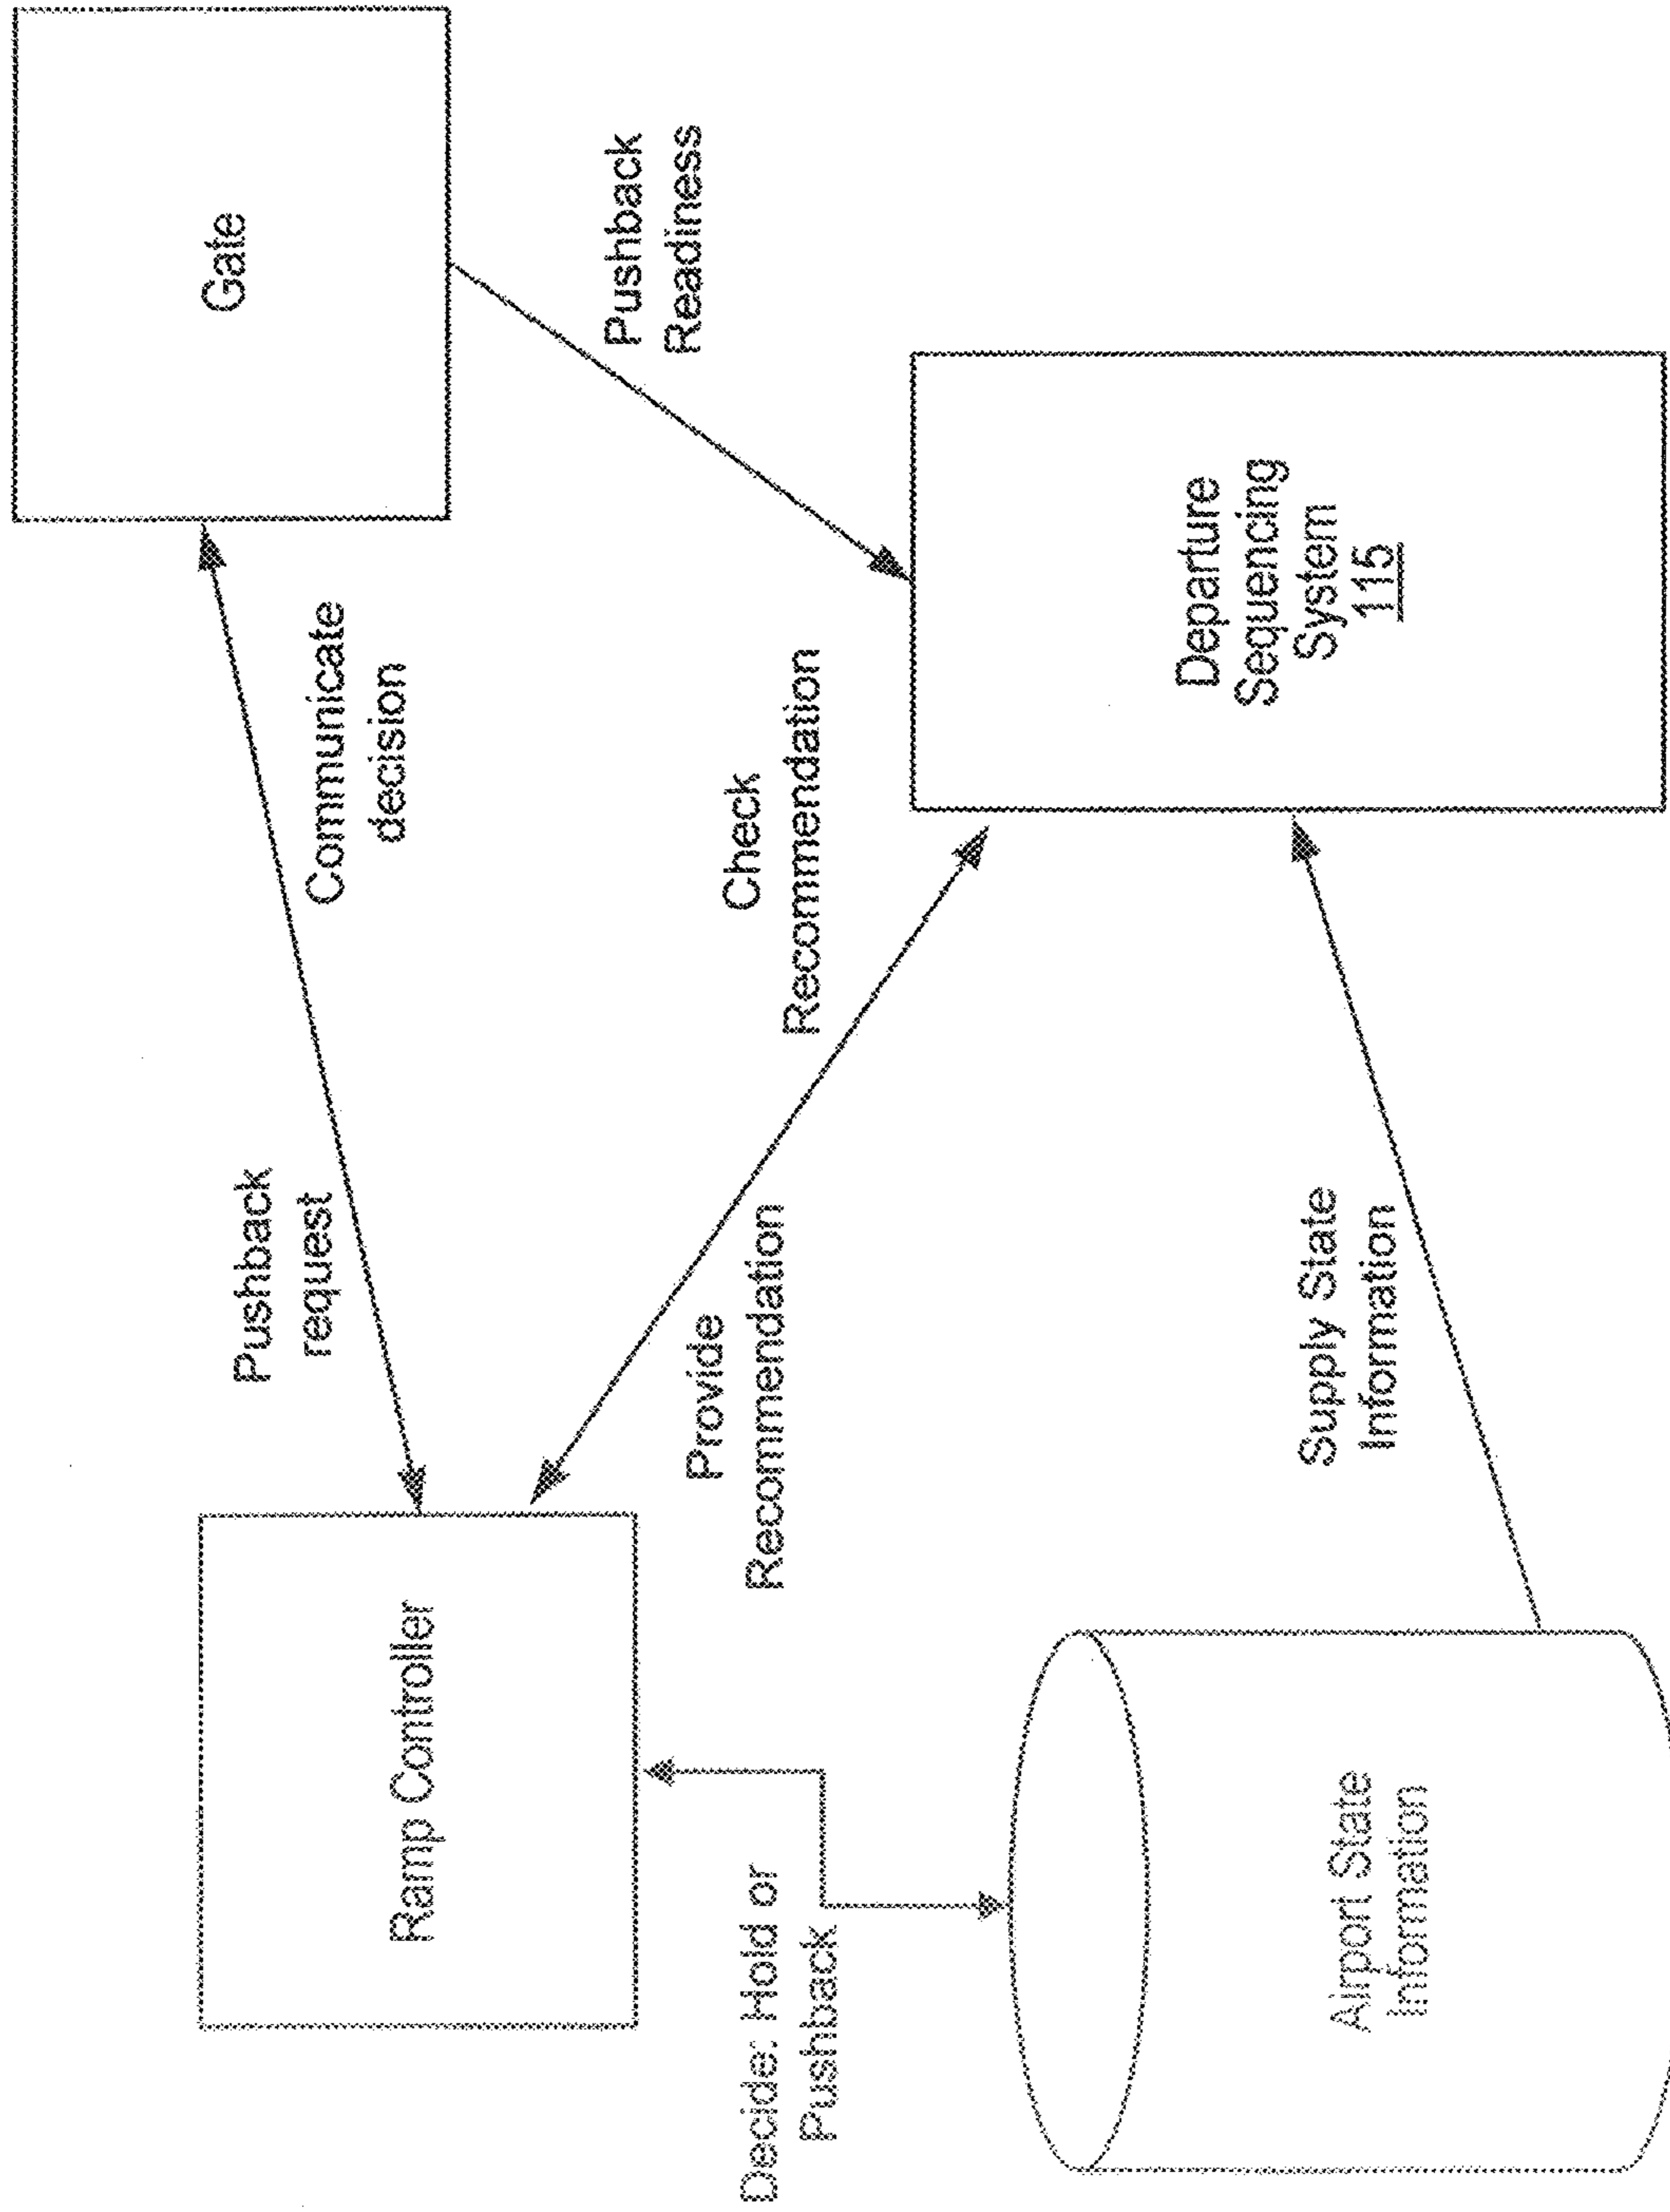 Gate
Ramp Controller
Pushback
request
Communicate
decision
Pushback
Readiness
Check
Recommendation
Provide
Recommendation
Decide: Hold or
Pushback
Departure
Sequencing
System
115
Supply State
Information
Airport State
Information